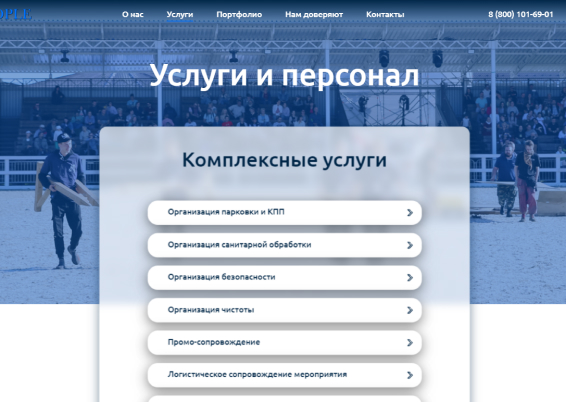 О нас Услуги Портфолио Нам доверяют Контакты 8 (800) 101-69-01
Услуги и персонал
Комплексные услуги
Организация парковки и КПП
Организация санитарной обработки
Организация безопасности
Организация чистоты
Промо-сопровождение
Логистическое сопровождение мероприятия